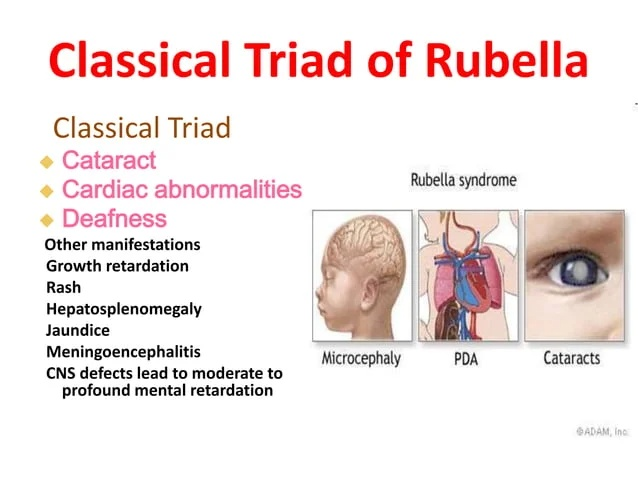 Classical Triad of Rubella
Classical Triad
Cataract
Cardiac abnormalities
Deafness
Other manifestations
Growth retardation
Rash
Hepatosplenomegaly
Jaundice
Meningoencephalitis
CNS defects lead to moderate to
profound mental retardation
Rubella syndrome
Microcephaly
PDA
Cataracts
©ADAM, Inc.